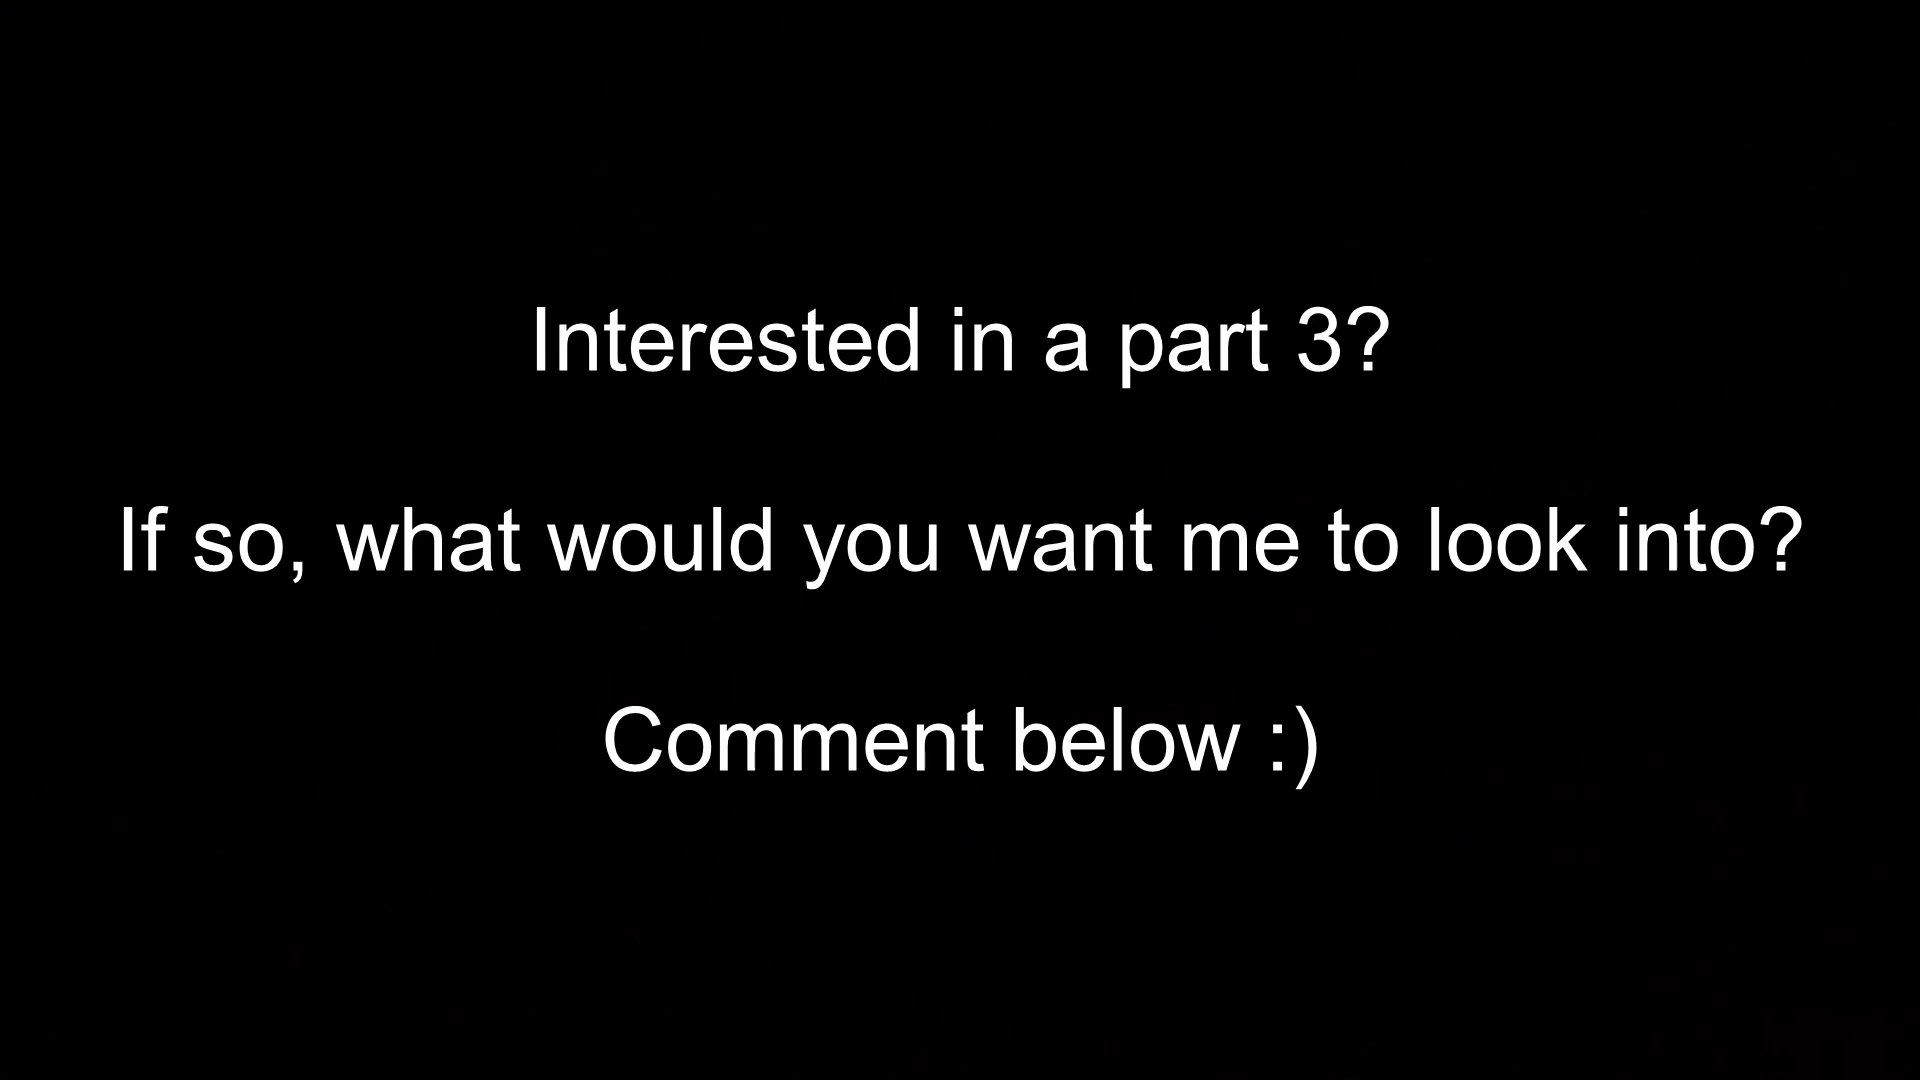 Interested in a part 3?
If so, what would you want me to look into?
Comment below :)